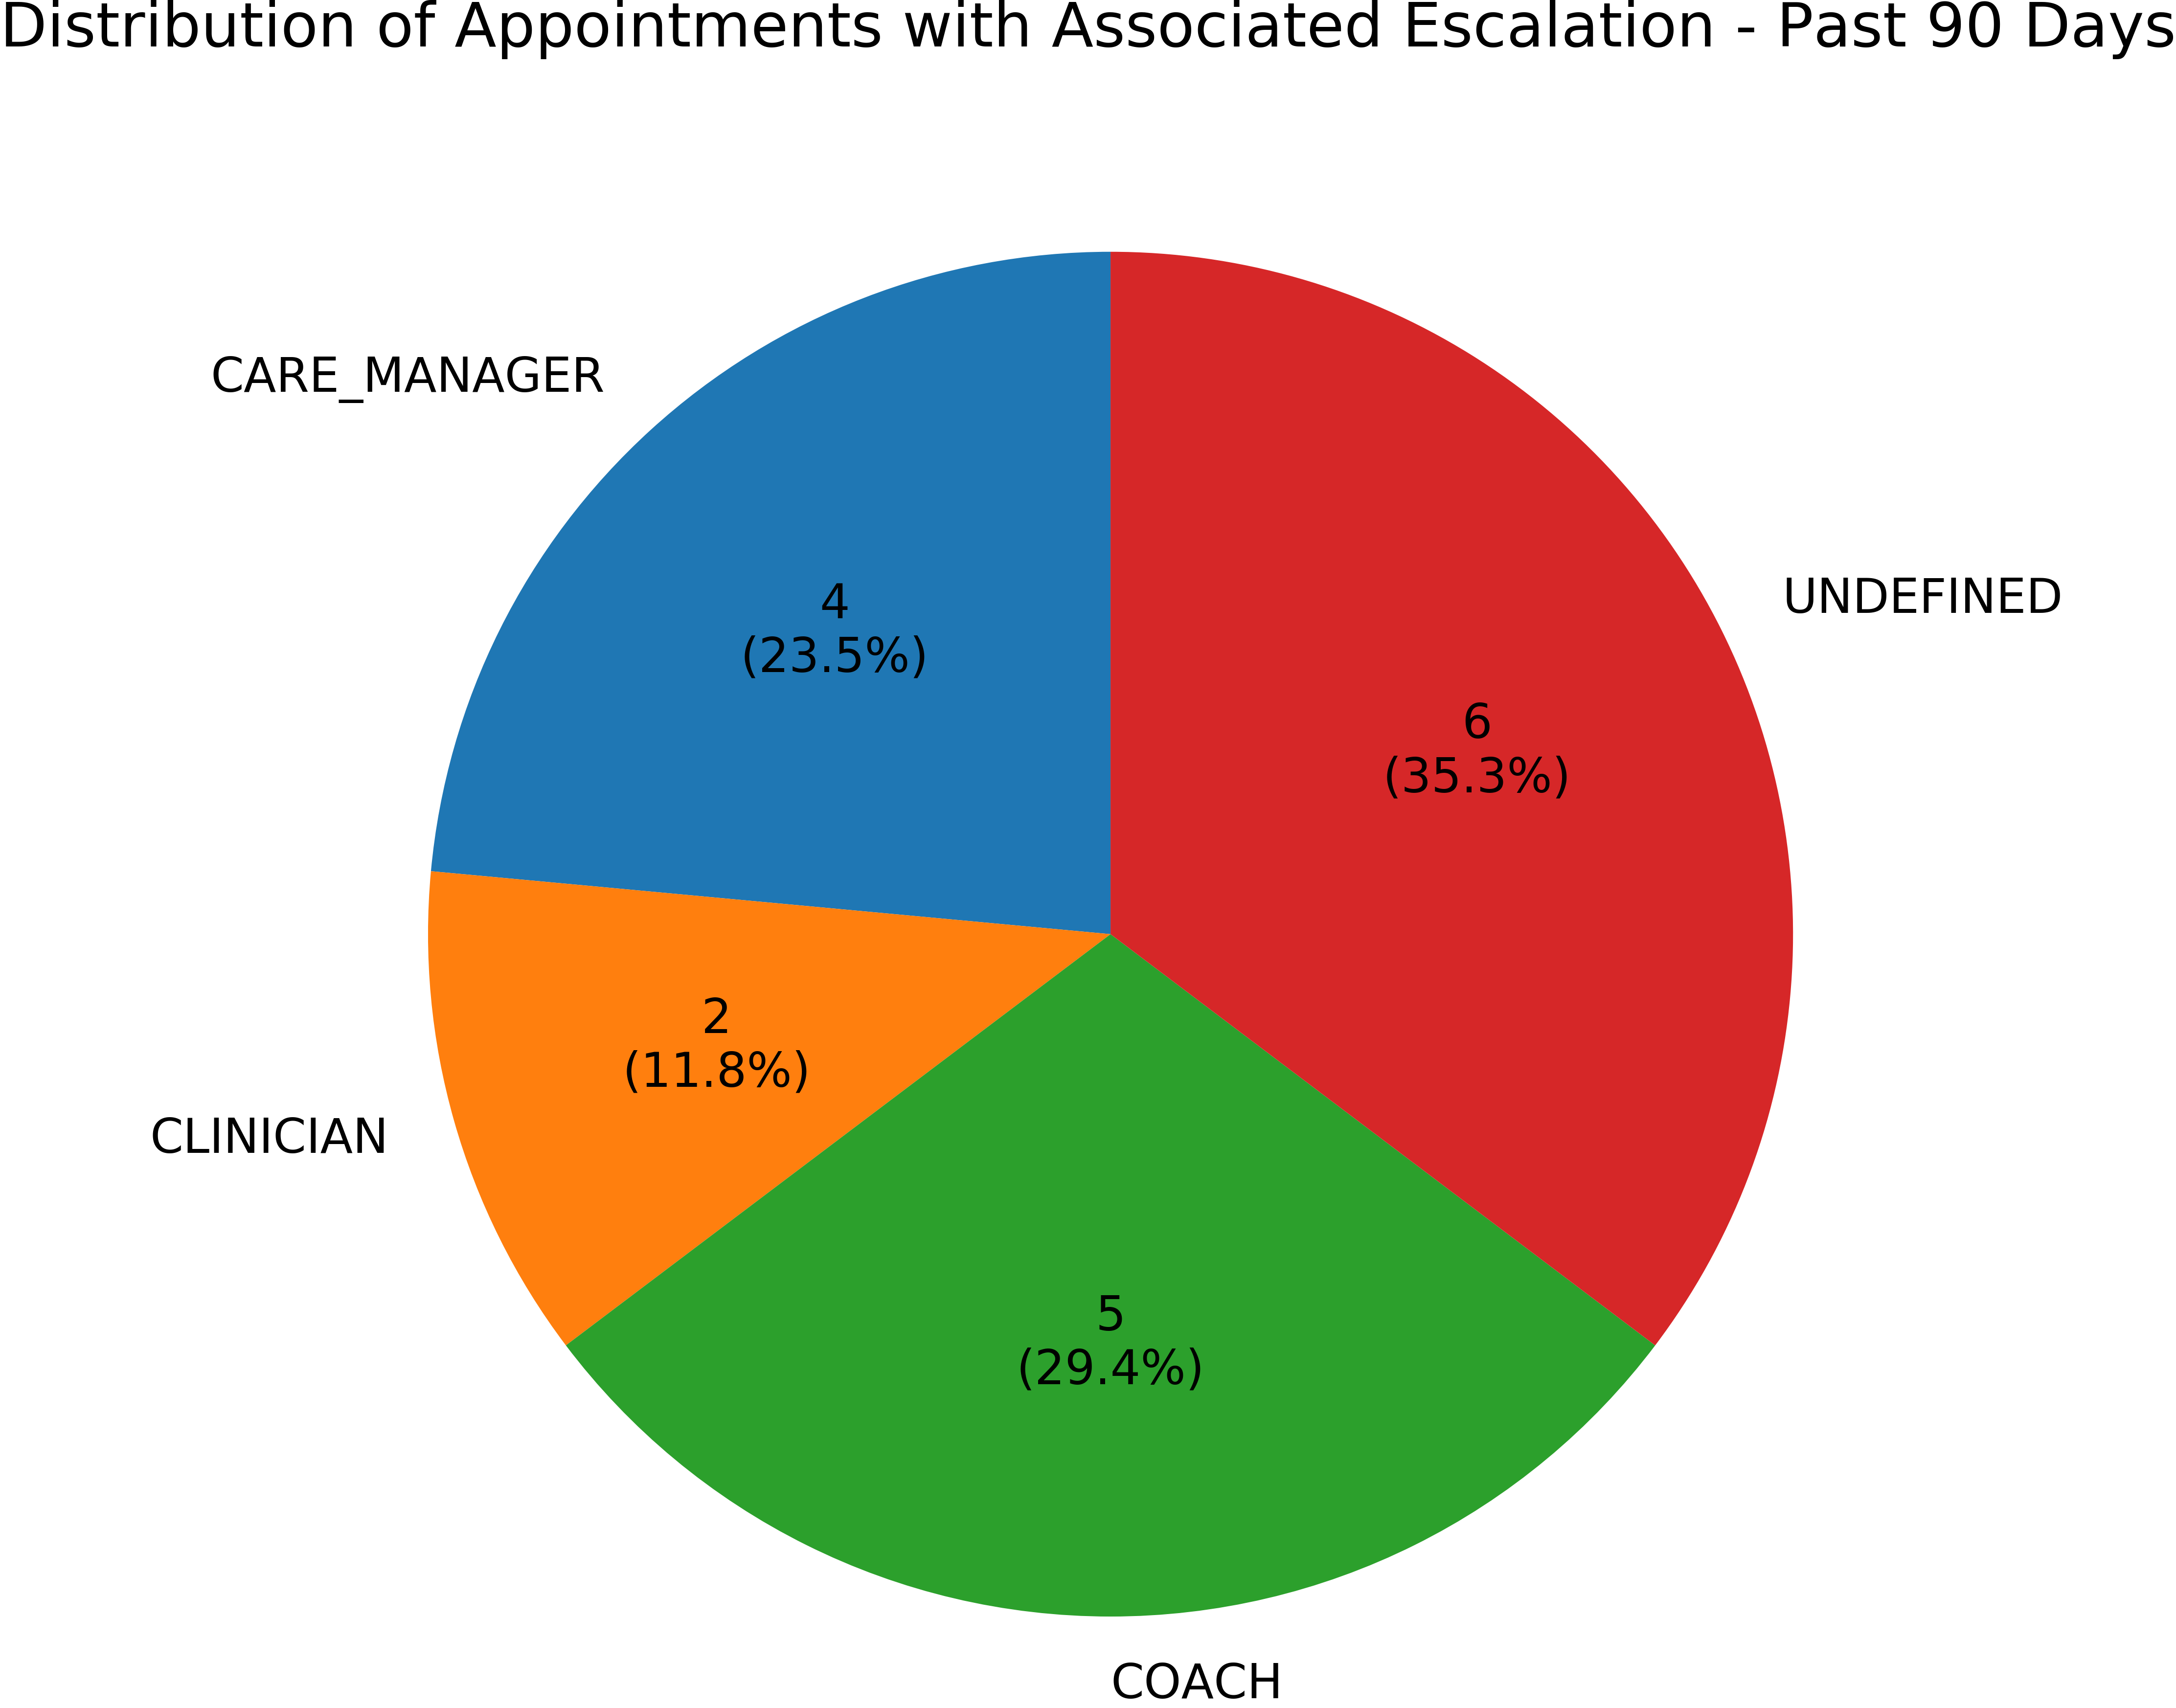 Distribution of Appointments with Associated Escalation - Past 90 Days
CARE_MANAGER
4
(23.5%)
UNDEFINED
6
(35.3%)
2
(11.8%)
CLINICIAN
5
(29.4%)
COACH